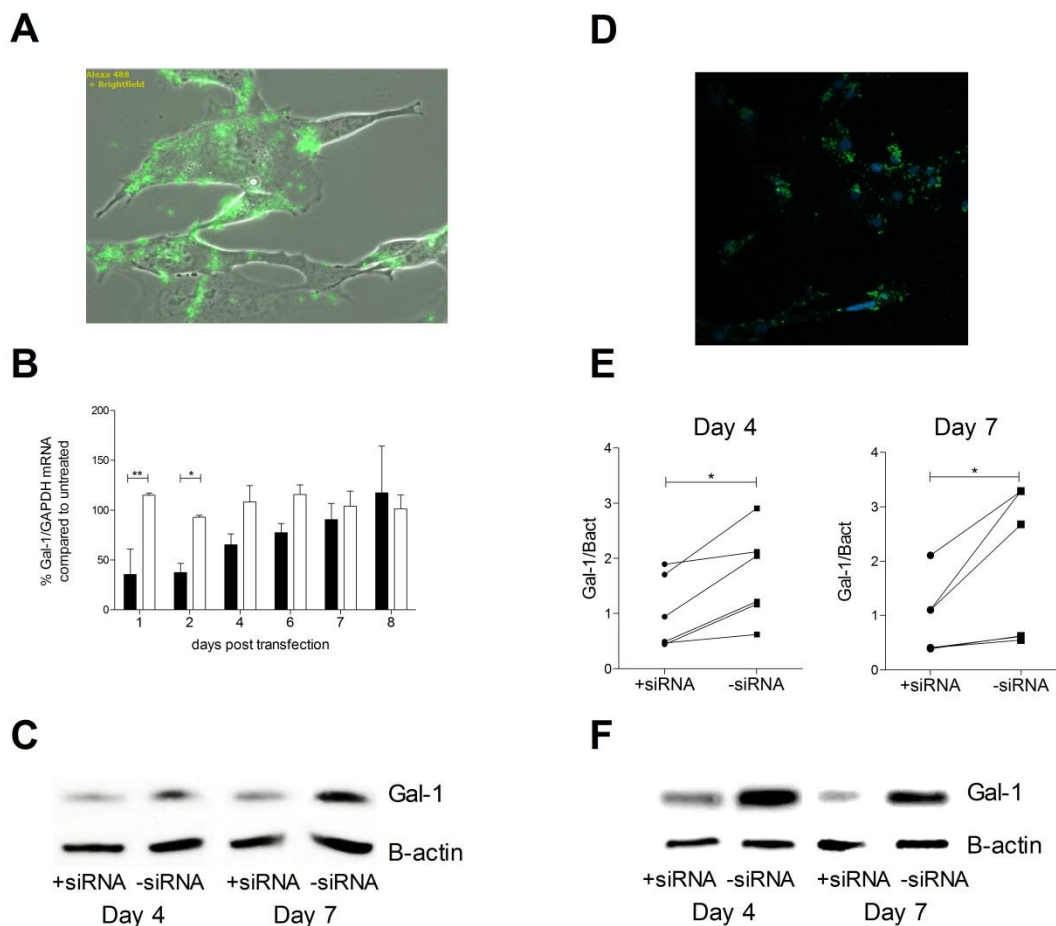 A
Alexa 488
+ Brightfield
B
% Gal-1/GAPDH mRNA
compared to untreated
200
150
100
50
0
**
*
1 2 4 6 7 8
days post transfection
C
Gal-1
B-actin
+siRNA -siRNA +siRNA -siRNA
Day 4 Day 7
D
E
Day 4
Gal-1/Bact
4
3
2
1
0
*
+siRNA -siRNA
Day 7
Gal-1/Bact
4
3
2
1
0
*
+siRNA -siRNA
F
Gal-1
B-actin
+siRNA -siRNA +siRNA -siRNA
Day 4 Day 7